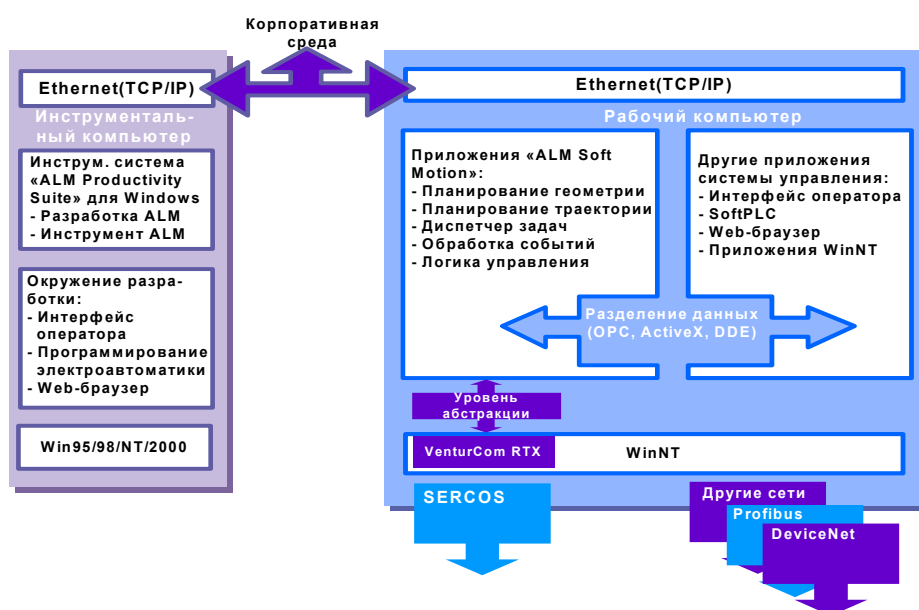 Корпоративная
среда
Ethernet(TCP/IP)
Инструменталь-
ный компьютер
Инструм. система
«ALM Productivity
Suite» для Windows
- Разработка ALM
- Инструмент ALM
Окружение разра-
ботки:
- Интерфейс
оператора
- Программирование
электроавтоматики
- Web-браузер
Win95/98/NT/2000
Ethernet(TCP/IP)
Рабочий компьютер
Приложения «ALM Soft
Motion»:
- Планирование геометрии
- Планирование траектории
- Диспетчер задач
- Обработка событий
- Логика управления
Другие приложения
системы управления:
- Интерфейс оператора
- SoftPLC
- Web-браузер
- Приложения WinNT
Разделение данных
(OPC, ActiveX, DDE)
Уровень
абстракции
VenturCom RTX
WinNT
SERCOS
Другие сети
Profibus
DeviceNet